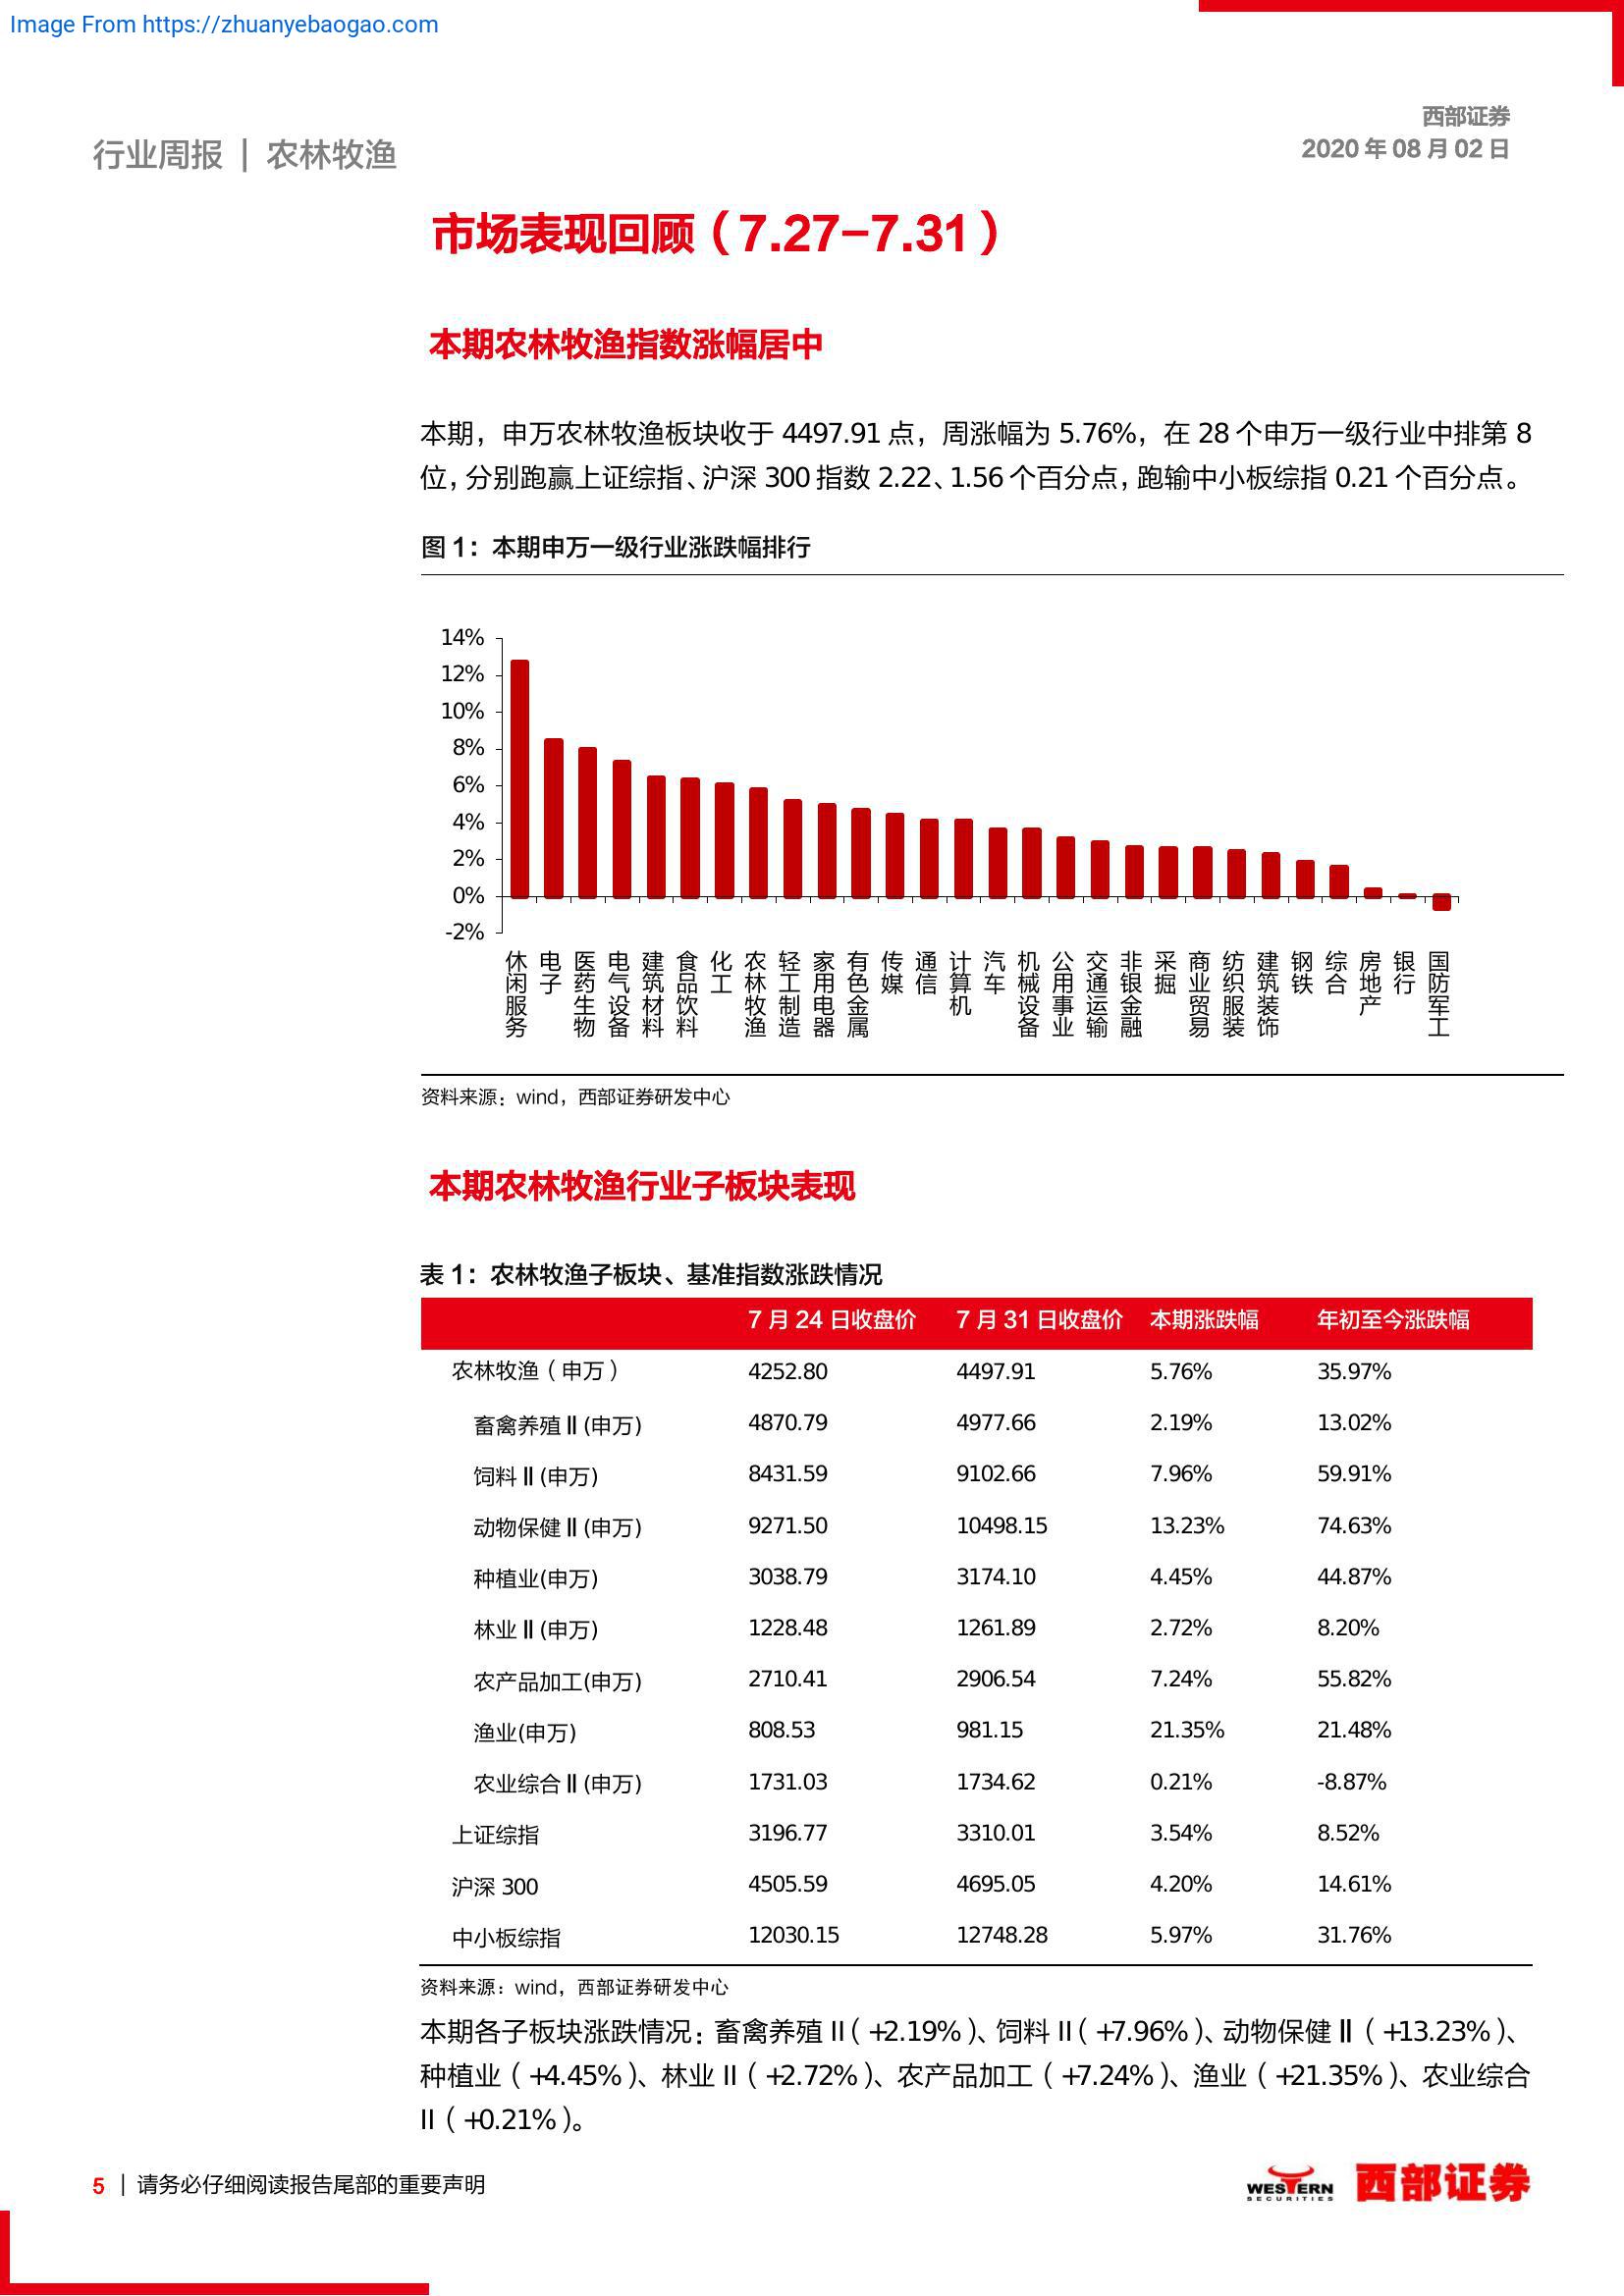 Image From https://zhuanyebaogao.com
西部证券
2020 年 08 月 02 日
行业周报 | 农林牧渔
市场表现回顾（7.27-7.31）
本期农林牧渔指数涨幅居中
本期，申万农林牧渔板块收于 4497.91 点，周涨幅为 5.76%，在 28 个申万一级行业中排第 8
位，分别跑赢上证综指、沪深 300 指数 2.22、1.56 个百分点，跑输中小板综指 0.21 个百分点。
图 1：本期申万一级行业涨跌幅排行
14%
12%
10%
8%
6%
4%
2%
0%
-2%
休闲服务
电子
医药生物
电气设备
建筑材料
食品饮料
化工
农林牧渔
轻工制造
家用电器
有色金属
传媒
通信
计算机
汽车
机械设备
公用事业
交通运输
非银金融
采掘
商业贸易
纺织服装
建筑装饰
钢铁
综合
房地产
银行
国防军工
资料来源：wind，西部证券研发中心
本期农林牧渔行业子板块表现
表 1：农林牧渔子板块、基准指数涨跌情况
7 月 24 日收盘价 7 月 31 日收盘价 本期涨跌幅 年初至今涨跌幅
农林牧渔（申万） 4252.80 4497.91 5.76% 35.97%
畜禽养殖Ⅱ(申万) 4870.79 4977.66 2.19% 13.02%
饲料Ⅱ(申万) 8431.59 9102.66 7.96% 59.91%
动物保健Ⅱ(申万) 9271.50 10498.15 13.23% 74.63%
种植业(申万) 3038.79 3174.10 4.45% 44.87%
林业Ⅱ(申万) 1228.48 1261.89 2.72% 8.20%
农产品加工(申万) 2710.41 2906.54 7.24% 55.82%
渔业(申万) 808.53 981.15 21.35% 21.48%
农业综合Ⅱ(申万) 1731.03 1734.62 0.21% -8.87%
上证综指 3196.77 3310.01 3.54% 8.52%
沪深 300 4505.59 4695.05 4.20% 14.61%
中小板综指 12030.15 12748.28 5.97% 31.76%
资料来源：wind，西部证券研发中心
本期各子板块涨跌情况：畜禽养殖 II（+2.19%）、饲料 II（+7.96%）、动物保健Ⅱ（+13.23%）、
种植业（+4.45%）、林业 II（+2.72%）、农产品加工（+7.24%）、渔业（+21.35%）、农业综合
II（+0.21%）。
5 | 请务必仔细阅读报告尾部的重要声明
WESTERN
SECURITIES
西部证券